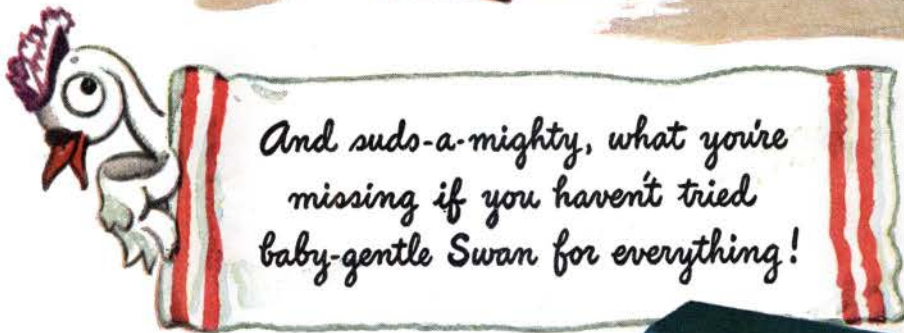 And suds-a-mighty, what you're
missing if you haven't tried
baby-gentle Swan for everything!